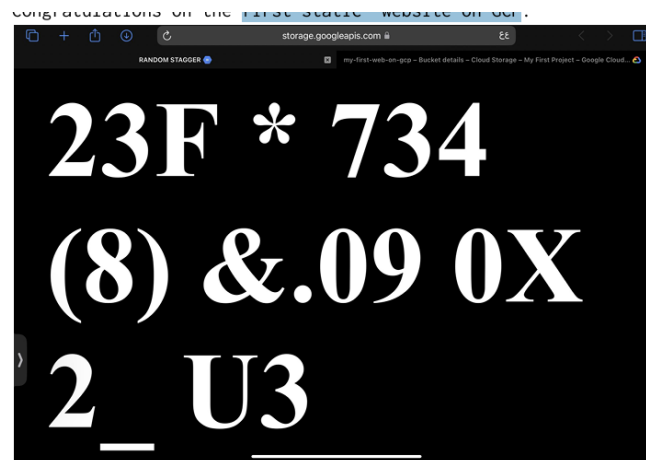 Congratulations on the first static website on GCP.
storage.googleapis.com
٤٤
RANDOM STAGGER
my-first-web-on-gcp – Bucket details – Cloud Storage – My First Project – Google Cloud...
23F * 734
(8) &.09 0X
2_ U3